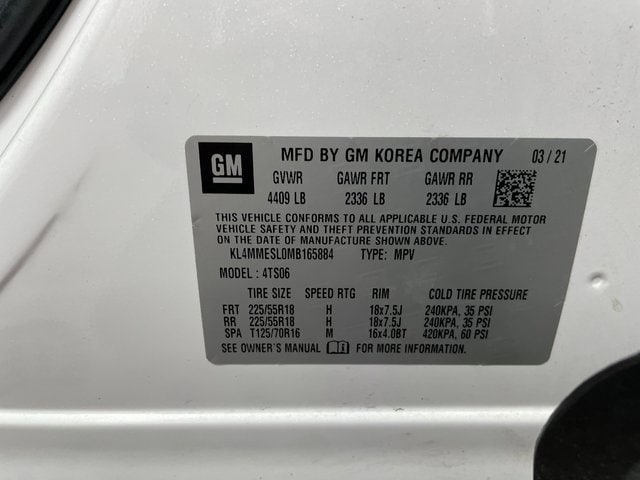 GM MFD BY GM KOREA COMPANY 03/21
GVWR GAWR FRT GAWR RR
4409 LB 2336 LB 2336 LB
THIS VEHICLE CONFORMS TO ALL APPLICABLE U.S. FEDERAL MOTOR
VEHICLE SAFETY AND THEFT PREVENTION STANDARDS IN EFFECT
ON THE DATE OF MANUFACTURE SHOWN ABOVE.
KL4MMESL0MB165884 TYPE: MPV
MODEL: 4TS06
TIRE SIZE SPEED RTG RIM COLD TIRE PRESSURE
FRT 225/55R18 H 18x7.5J 240KPA, 35 PSI
RR 225/55R18 H 18x7.5J 240KPA, 35 PSI
SPA T125/70R16 M 16x4.0BT 420KPA, 60 PSI
SEE OWNER'S MANUAL FOR MORE INFORMATION.